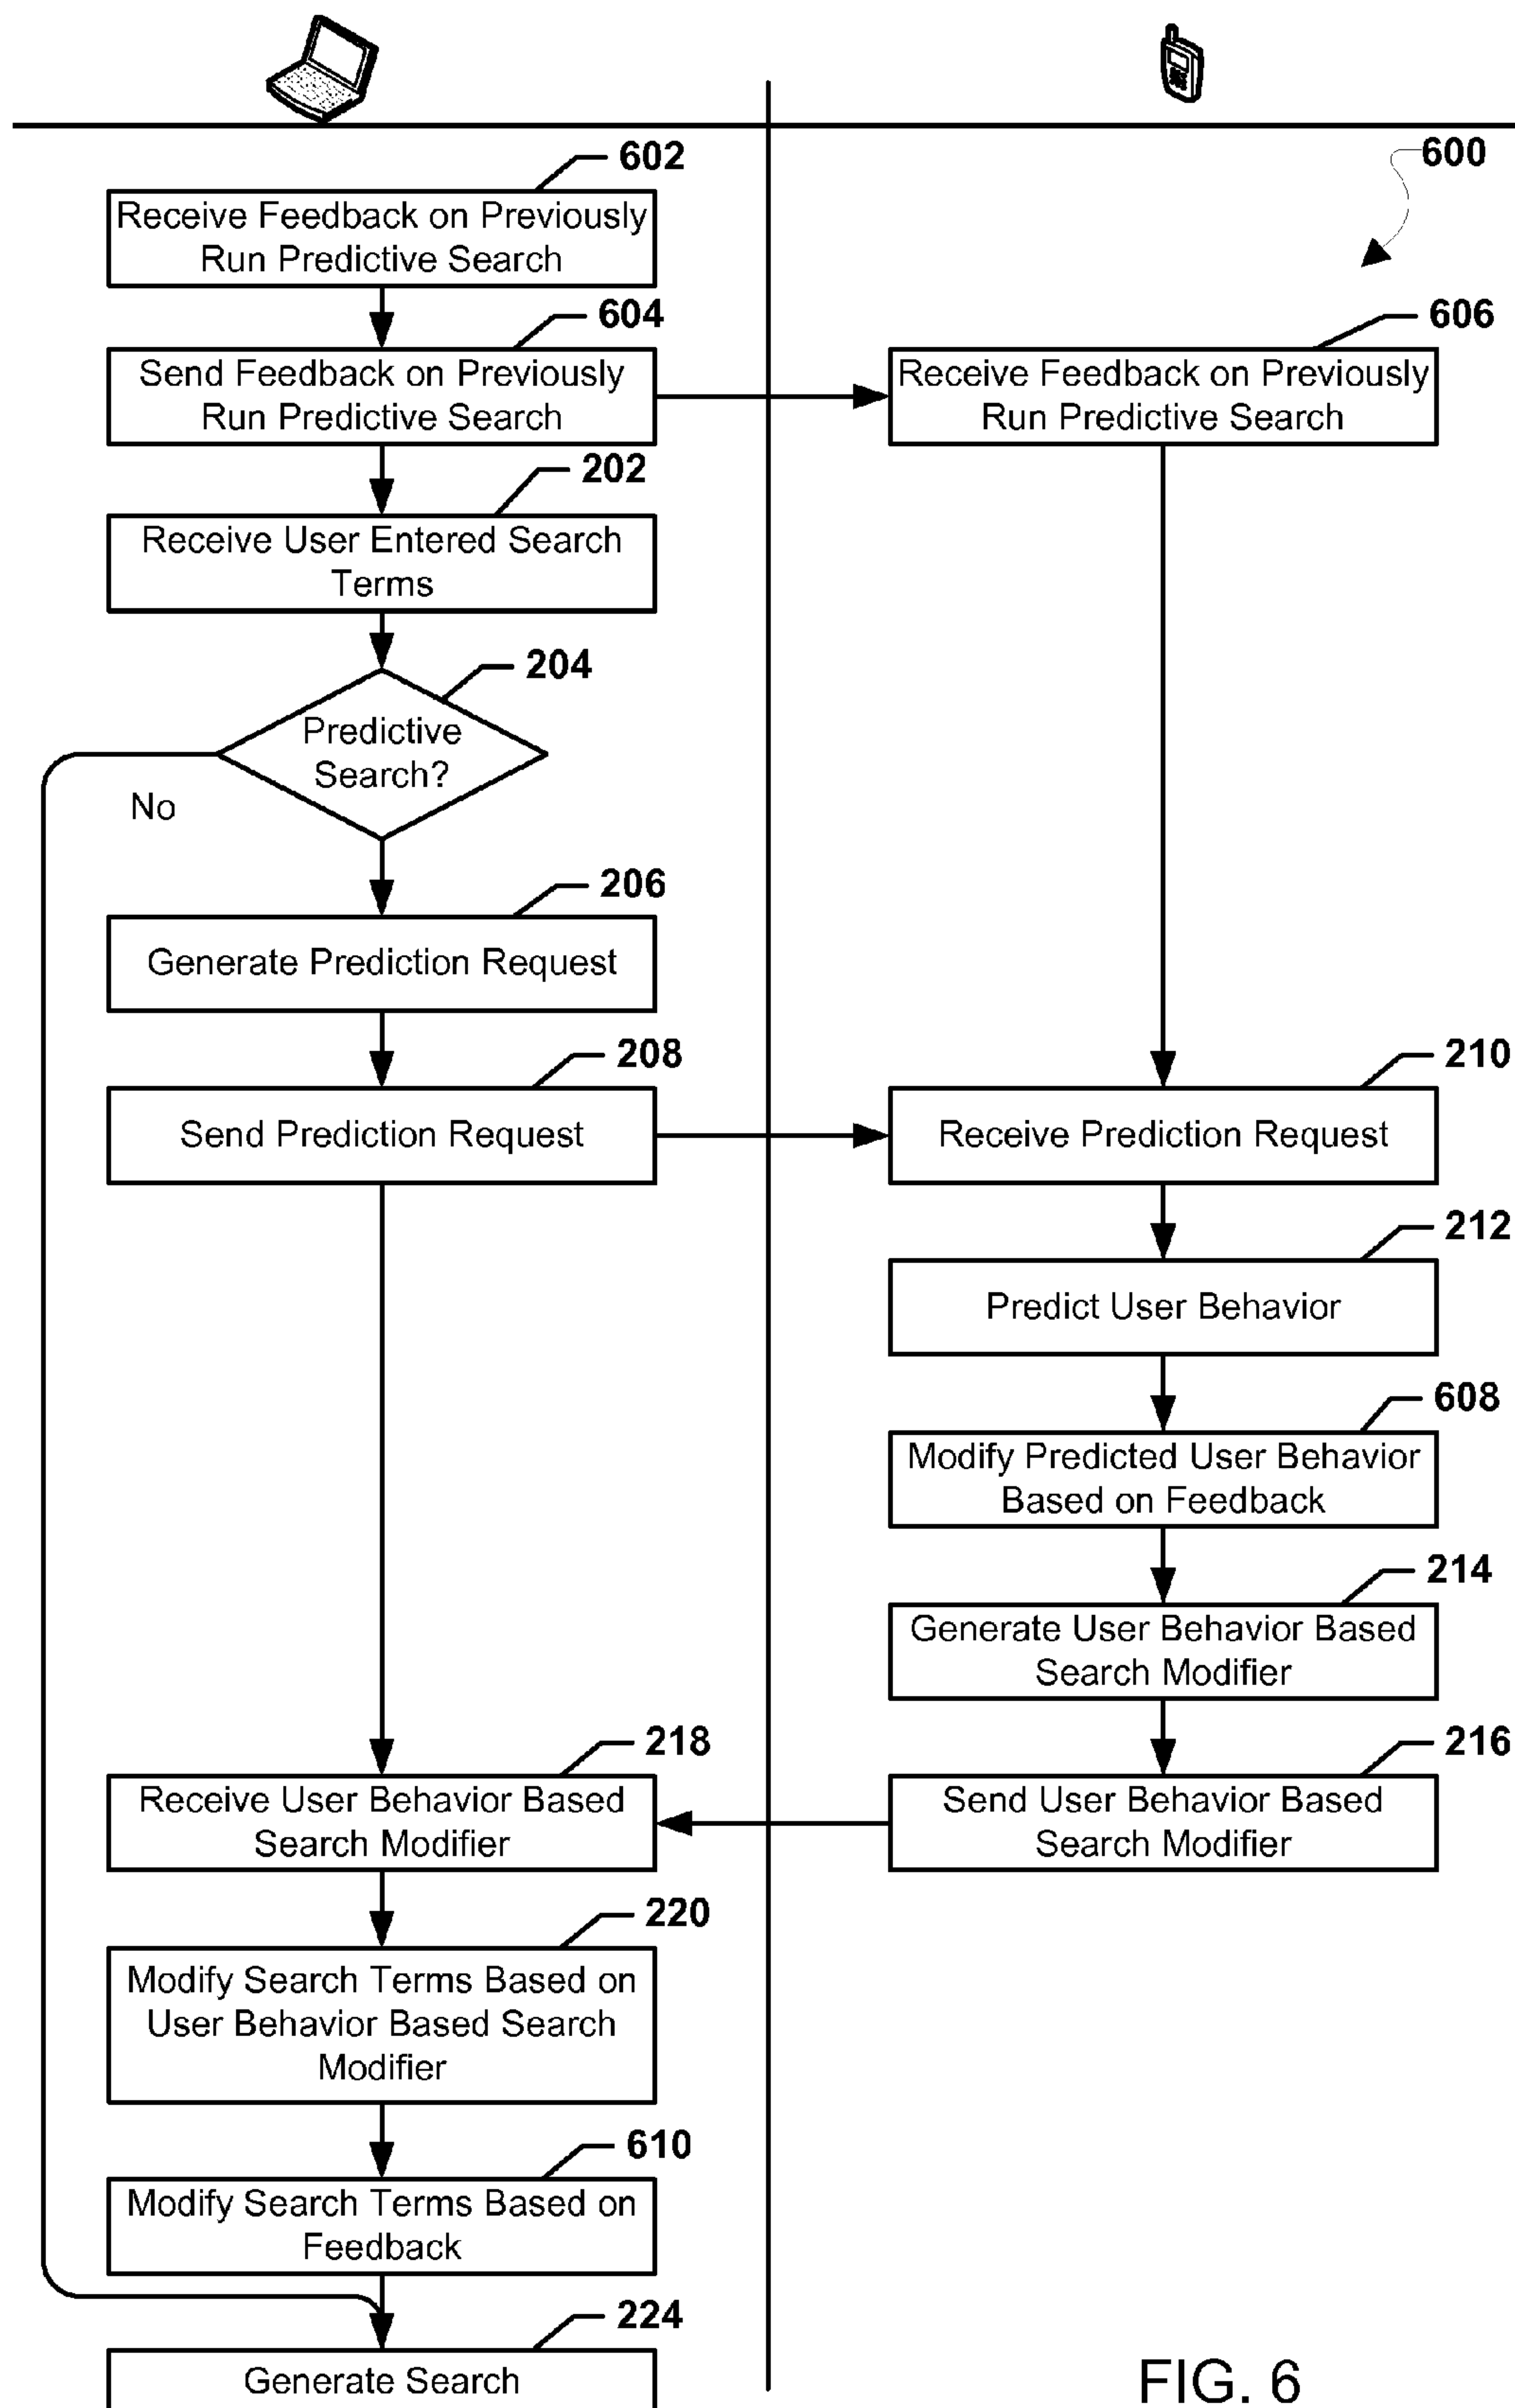 602
600
Receive Feedback on Previously
Run Predictive Search
604
606
Send Feedback on Previously
Run Predictive Search
Receive Feedback on Previously
Run Predictive Search
202
Receive User Entered Search
Terms
204
Predictive
Search?
No
206
Generate Prediction Request
208
210
Send Prediction Request
Receive Prediction Request
212
Predict User Behavior
608
Modify Predicted User Behavior
Based on Feedback
214
Generate User Behavior Based
Search Modifier
218
216
Receive User Behavior Based
Search Modifier
Send User Behavior Based
Search Modifier
220
Modify Search Terms Based on
User Behavior Based Search
Modifier
610
Modify Search Terms Based on
Feedback
224
Generate Search
FIG. 6